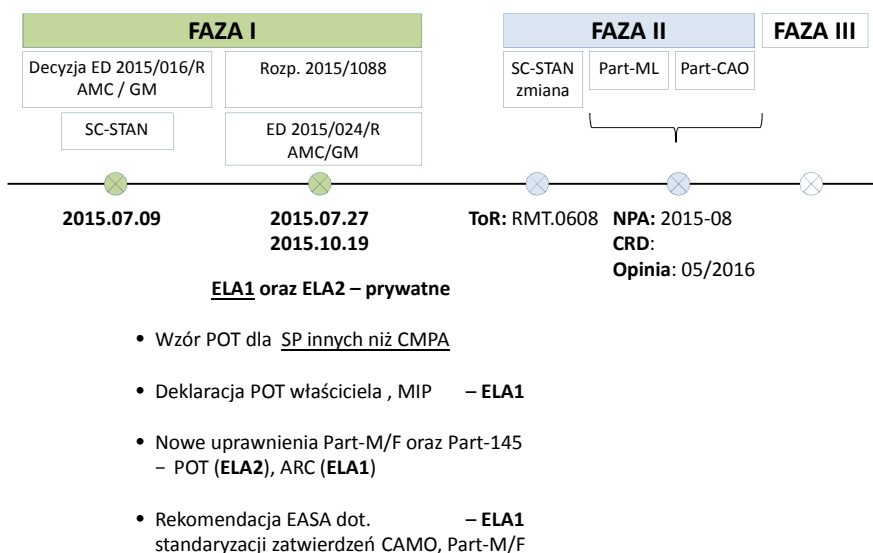 FAZA I
FAZA II
FAZA III
Decyzja ED 2015/016/R
AMC / GM
Rozp. 2015/1088
SC-STAN
zmiana
Part-ML
Part-CAO
SC-STAN
ED 2015/024/R
AMC/GM
2015.07.09
2015.07.27
2015.10.19
ToR: RMT.0608
NPA: 2015-08
CRD:
Opinia: 05/2016
ELA1 oraz ELA2 – prywatne
• Wzór POT dla SP innych niż CMPA
• Deklaracja POT właściciela , MIP – ELA1
• Nowe uprawnienia Part-M/F oraz Part-145
− POT (ELA2), ARC (ELA1)
• Rekomendacja EASA dot. – ELA1
standaryzacji zatwierdzeń CAMO, Part-M/F